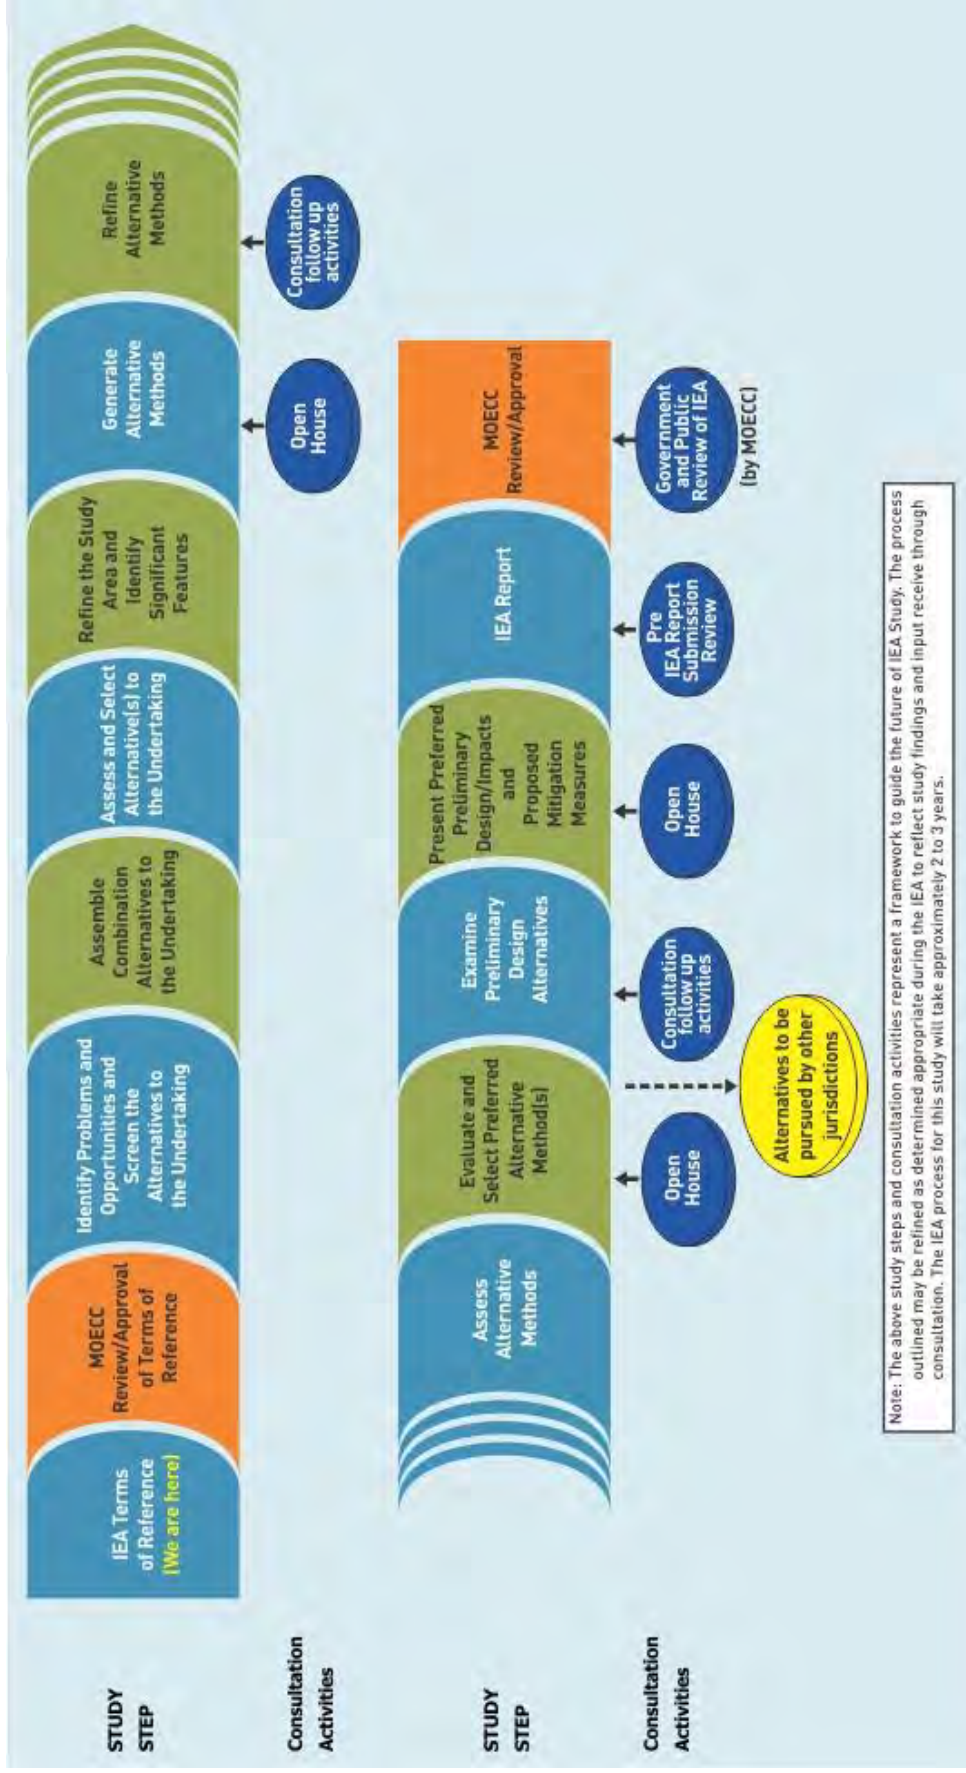 STUDY
STEP
IEA Terms
of Reference
(We are here)
MOECC
Review/Approval
of Terms of
Reference
Identify Problems and
Opportunities and
Screen the
Alternatives to
the Undertaking
Assemble
Combination
Alternatives to
the Undertaking
Assess and Select
Alternative(s) to
the Undertaking
Refine the Study
Area and
Identify
Significant
Features
Generate
Alternative
Methods
Refine
Alternative
Methods
Consultation
Activities
Open
House
Consultation
follow up
activities
STUDY
STEP
Assess
Alternative
Methods
Evaluate and
Select Preferred
Alternative
Method(s)
Examine
Preliminary
Design
Alternatives
Present Preferred
Preliminary
Design/Impacts
and
Proposed
Mitigation
Measures
IEA Report
MOECC
Review/Approval
Consultation
Activities
Open
House
Consultation
follow up
activities
Open
House
Pre
IEA Report
Submission
Review
Government
and Public
Review of IEA
(by MOECC)
Alternatives to be
pursued by other
jurisdictions
Note: The above study steps and consultation activities represent a framework to guide the future of IEA Study. The process
outlined may be refined as determined appropriate during the IEA to reflect study findings and input receive through
consultation. The IEA process for this study will take approximately 2 to 3 years.